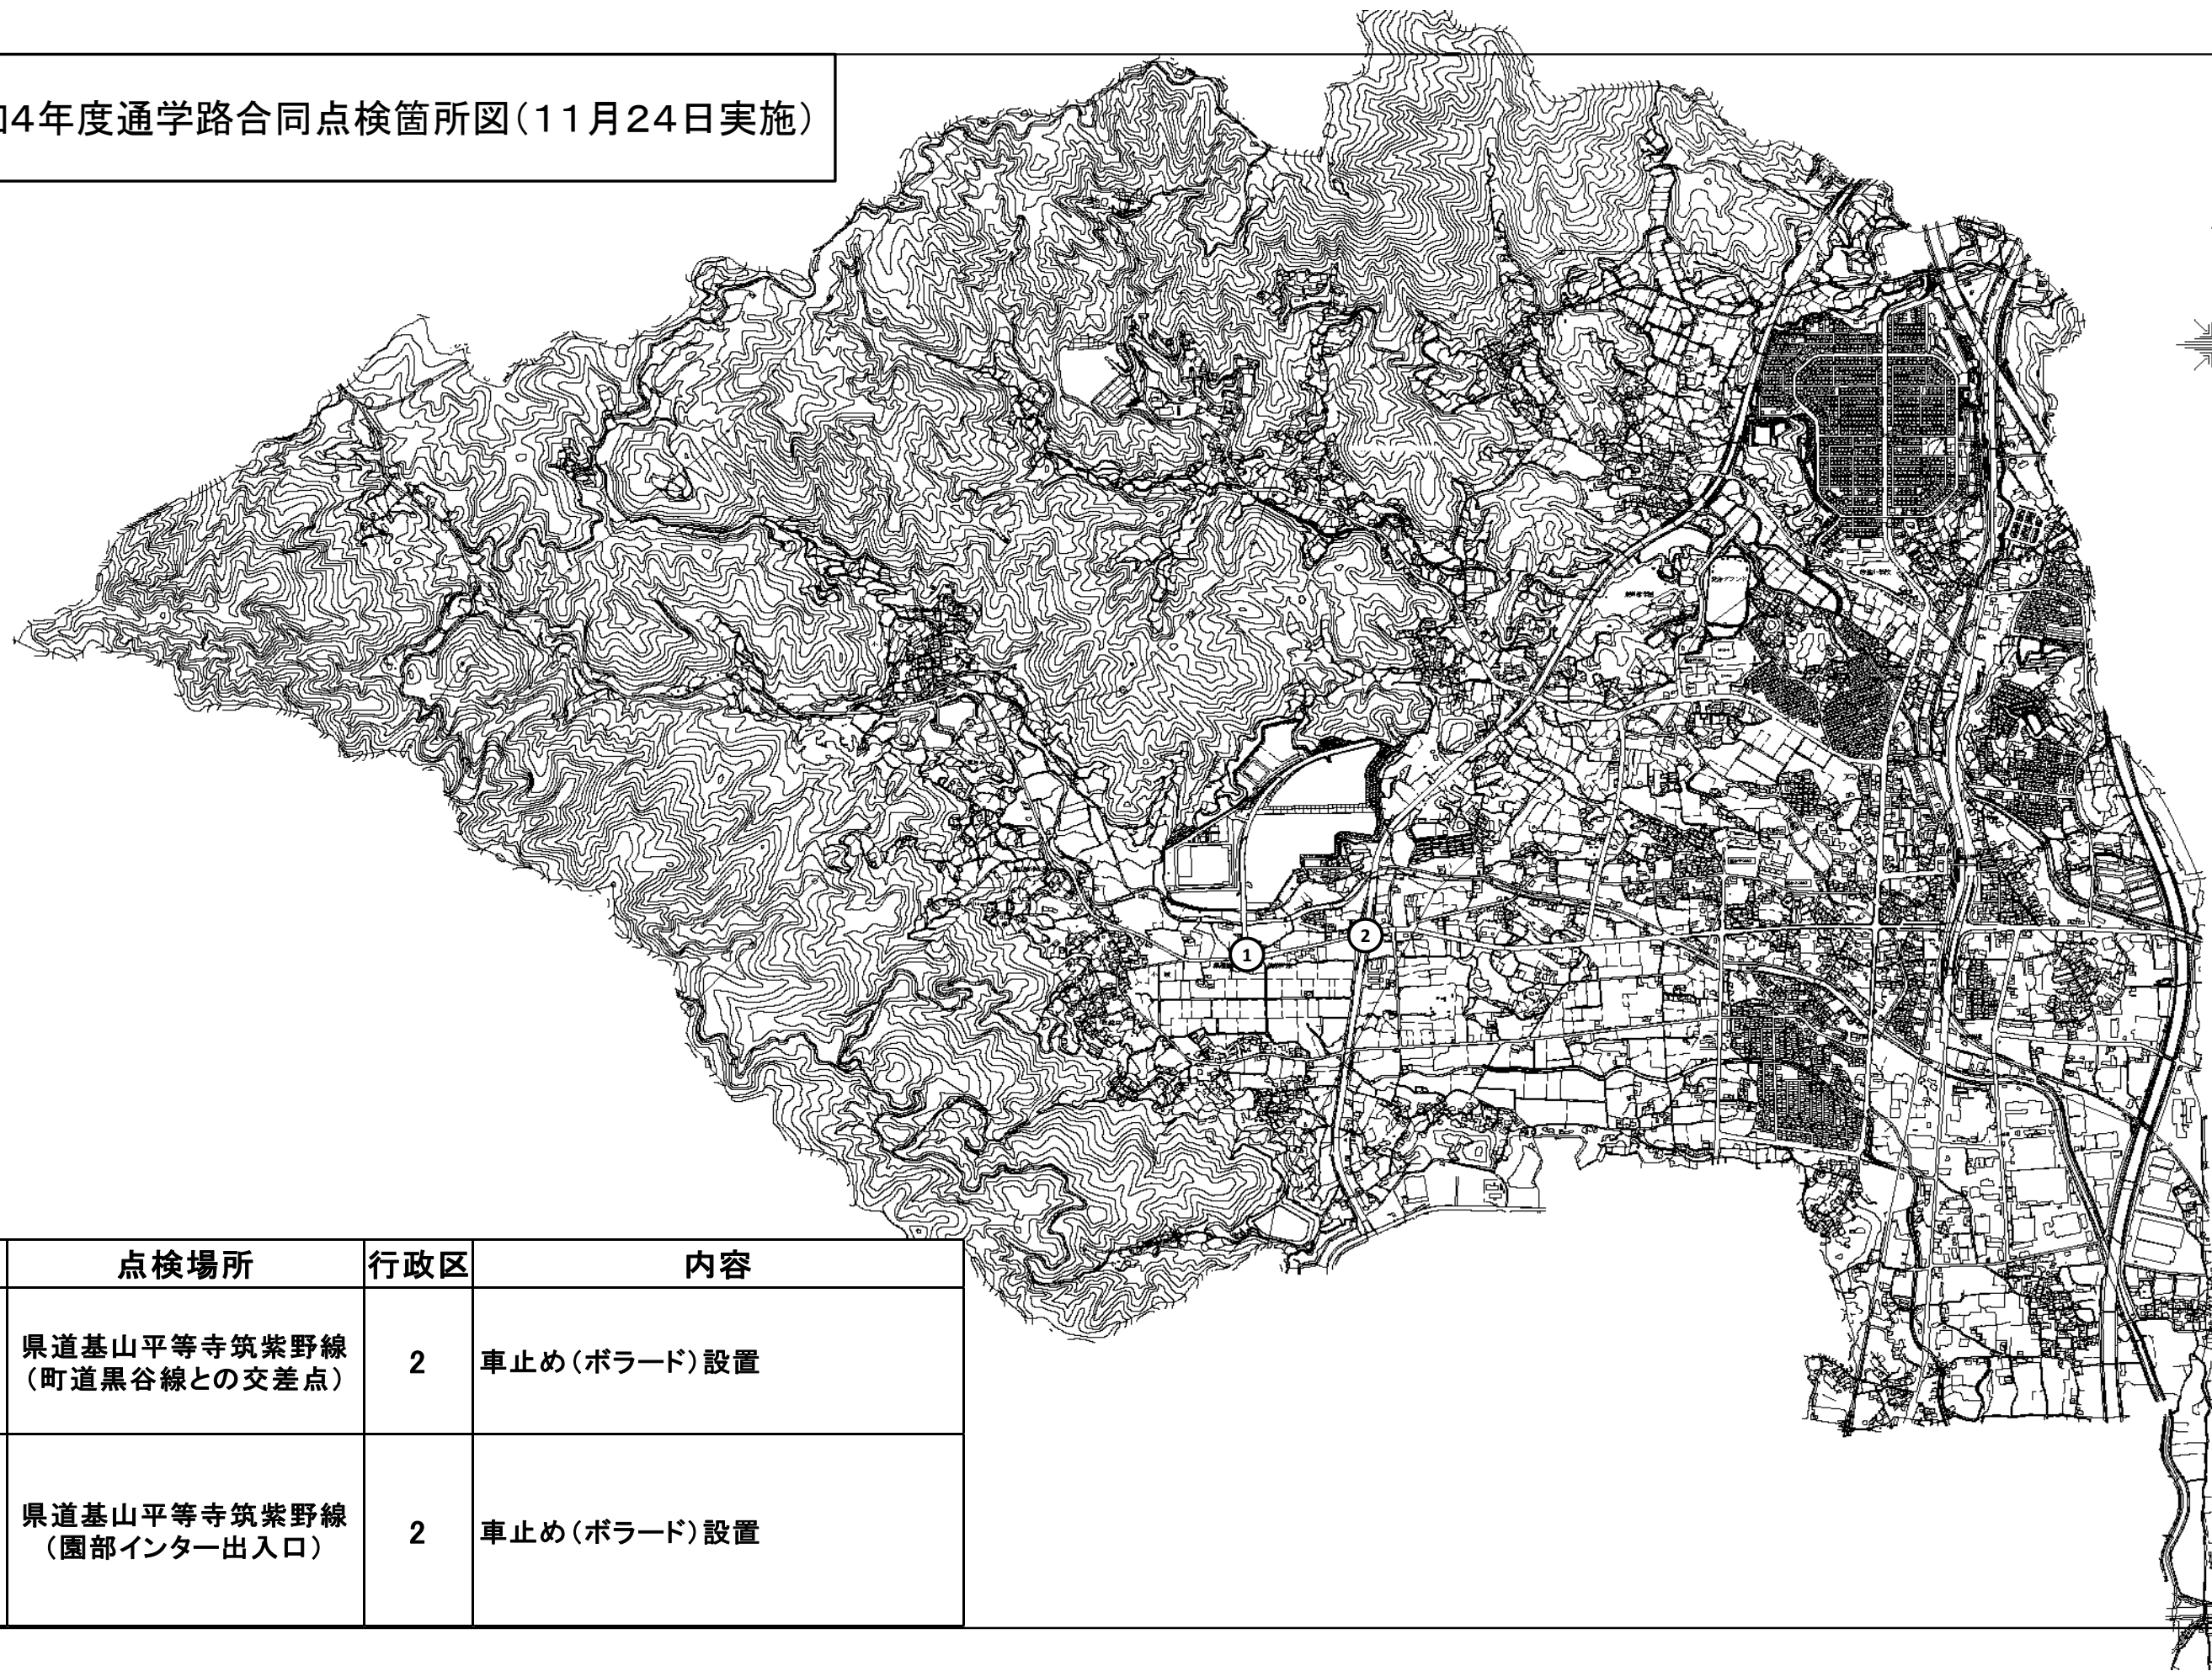 4年度通学路合同点検箇所図(11月24日実施)
1
2
点検場所 行政区 内容
県道基山平等寺筑紫野線
(町道黒谷線との交差点)
2
車止め(ボラード)設置
県道基山平等寺筑紫野線
(園部インター出入口)
2
車止め(ボラード)設置